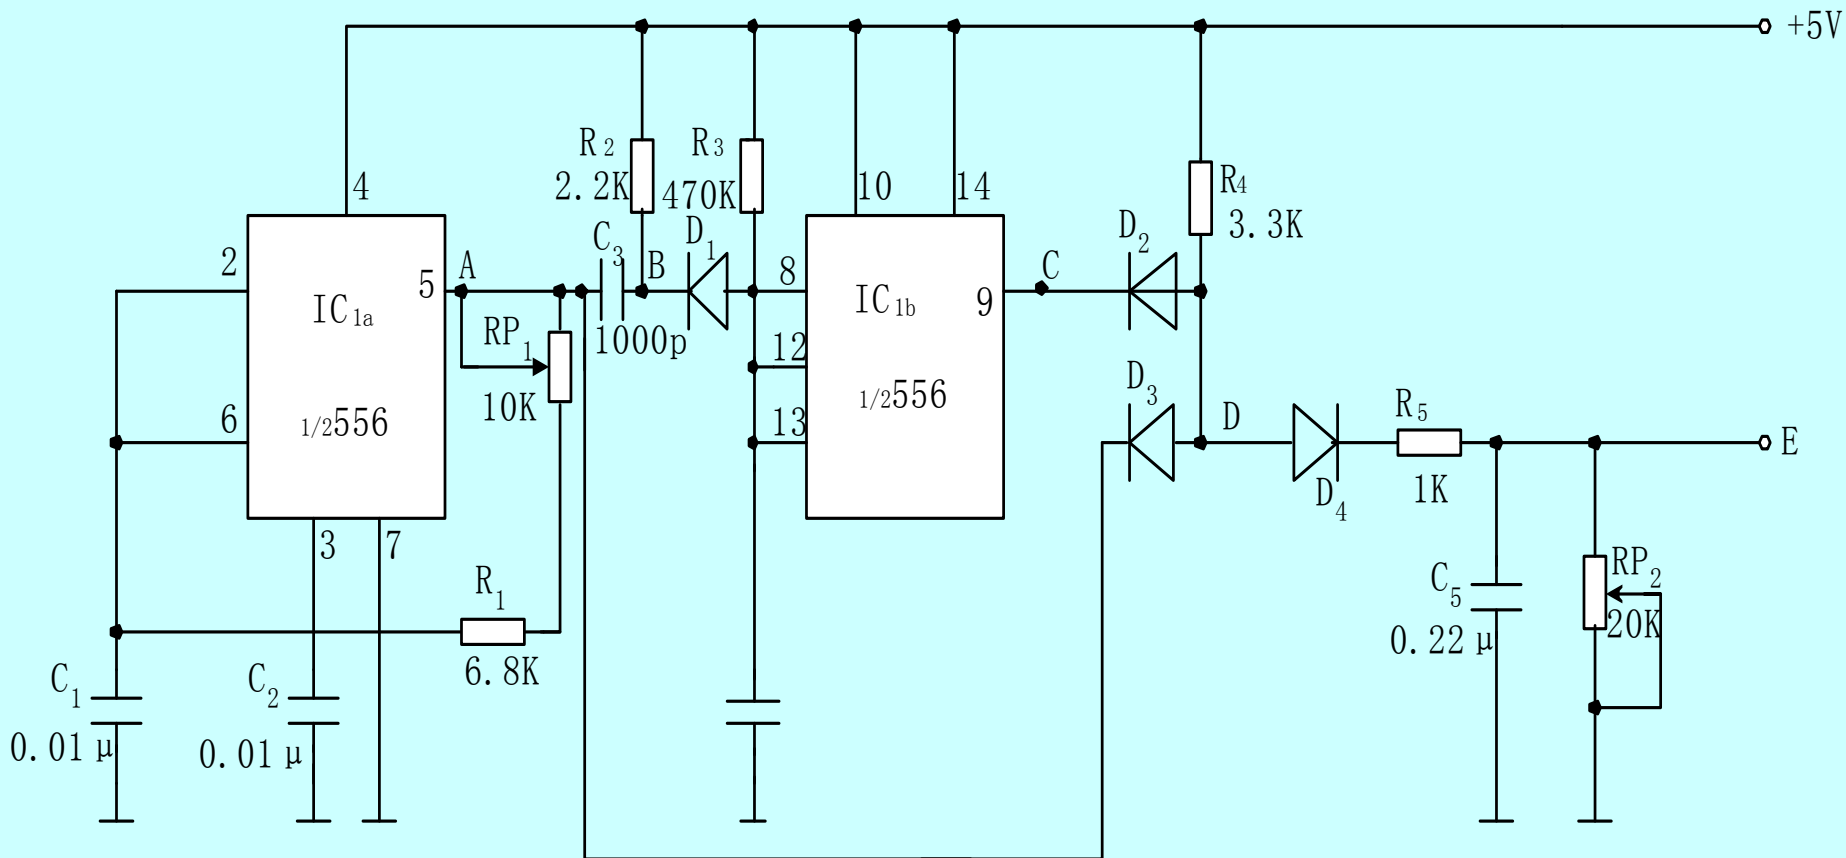 +5V
R2
2.2K
R3
470K
4
10
14
R4
3.3K
2
5
A
C3
B
D1
8
9
C
D2
IC1a
RP1
1000p
IC1b
12
D3
6
1/2556
10K
1/2556
13
D
R5
E
1K
D4
3
7
R1
6.8K
C5
0.22μ
RP2
20K
C1
0.01μ
C2
0.01μ